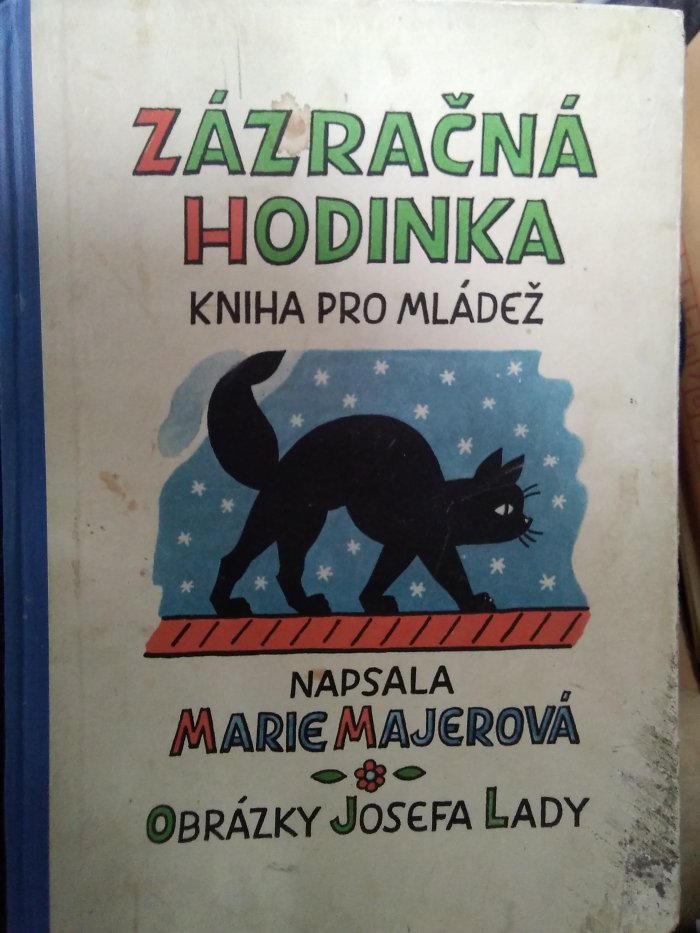 ZÁZRAČNÁ
HODINKA
KNIHA PRO MLÁDEŽ
NAPSALA
MARIE MAJEROVÁ
OBRÁZKY JOSEFA LADY